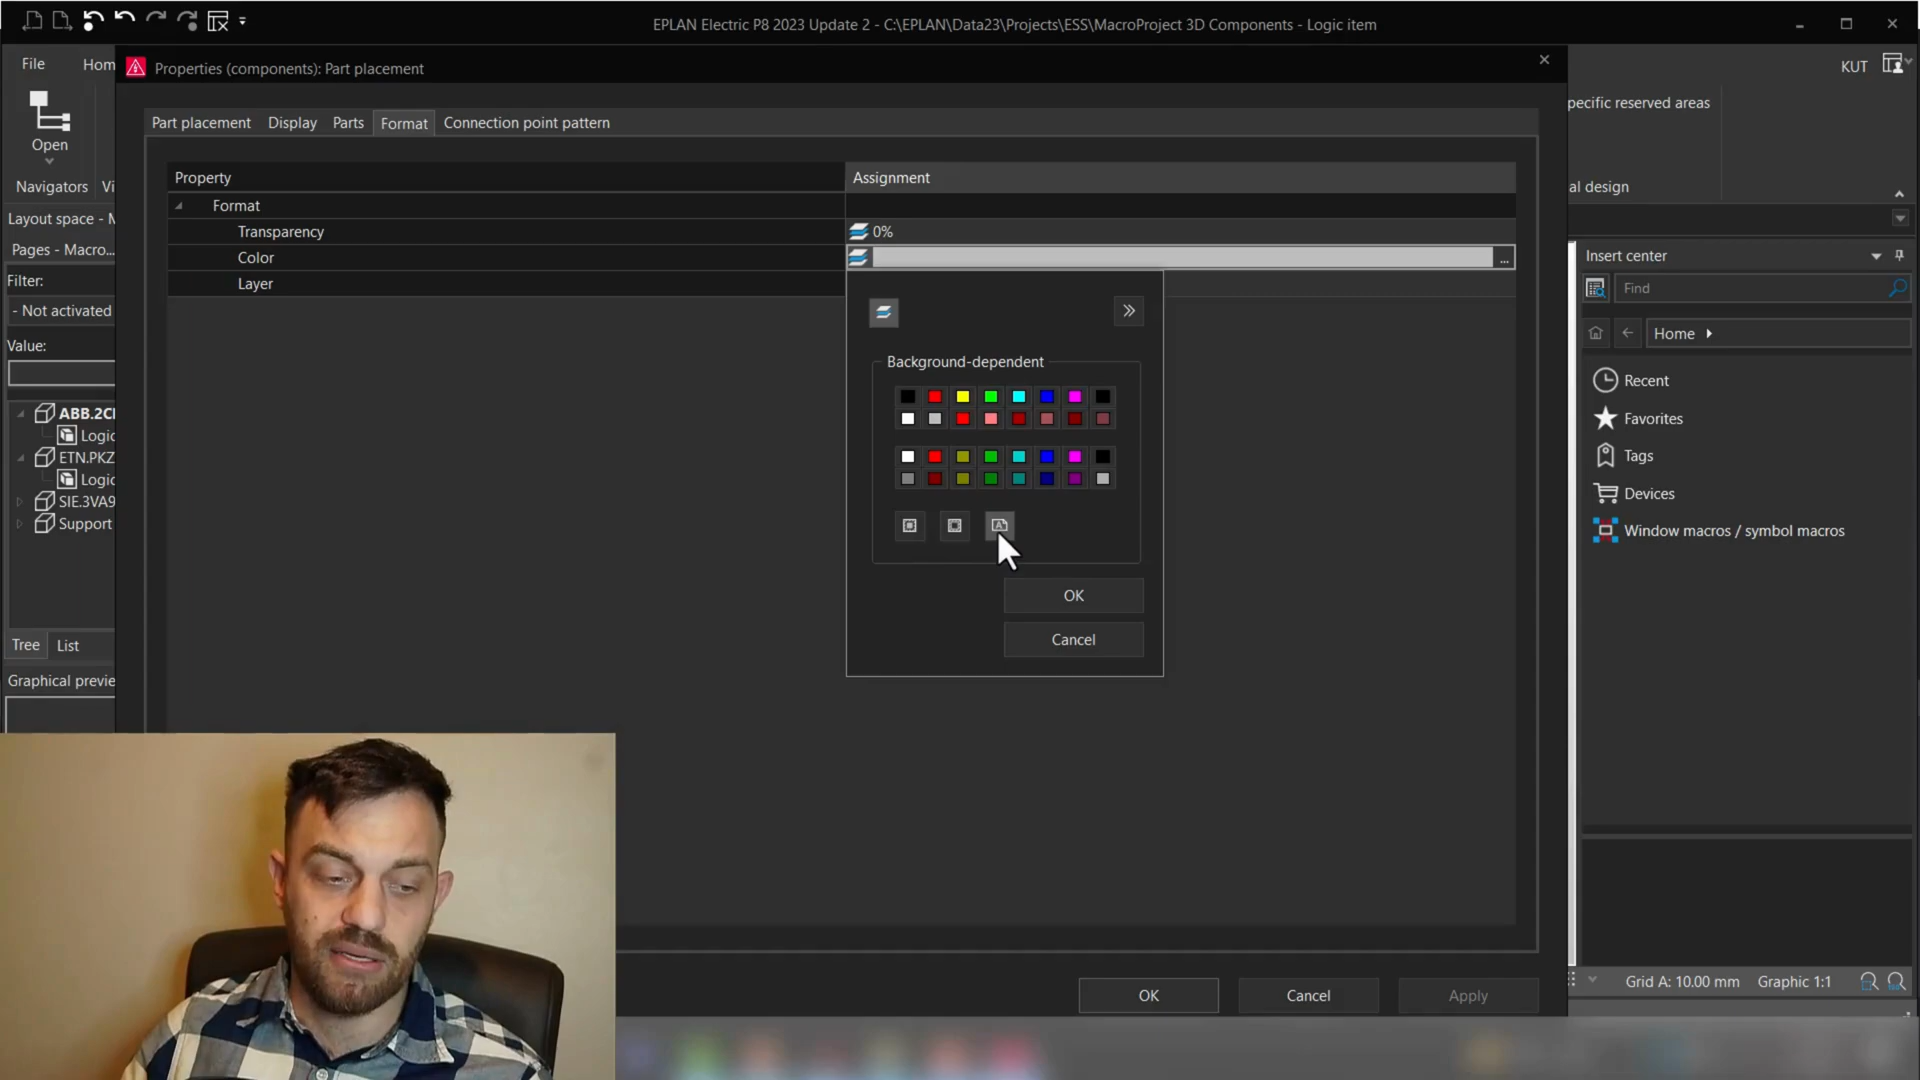 EPLAN Electric P8 2023 Update 2 - C:\EPLAN\Data23\Projects\ESS\MacroProject 3D Components - Logic item
File
Hom
KUT
Properties (components): Part placement
Open
Navigators
Vi
pecific reserved areas
al design
Part placement
Display
Parts
Format
Connection point pattern
Property
Assignment
Format
Transparency
0%
Color
...
Layer
Background-dependent
OK
Cancel
Layout space - M
Pages - Macro...
Filter:
- Not activated
Value:
ABB.2CI
Logic
ETN.PKZ
Logic
SIE.3VA9
Support
Tree
List
Graphical previe
Insert center
Find
Home
Recent
Favorites
Tags
Devices
Window macros / symbol macros
OK
Cancel
Apply
Grid A: 10.00 mm
Graphic 1:1